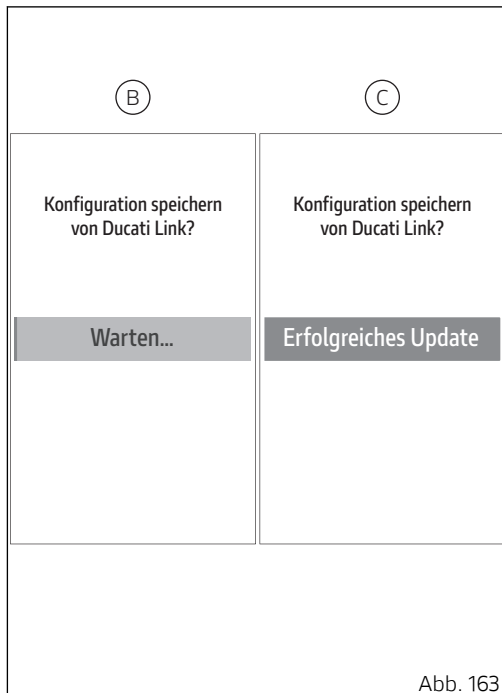 B
C
Konfiguration speichern
von Ducati Link?
Warten...
Konfiguration speichern
von Ducati Link?
Erfolgreiches Update
Abb. 163